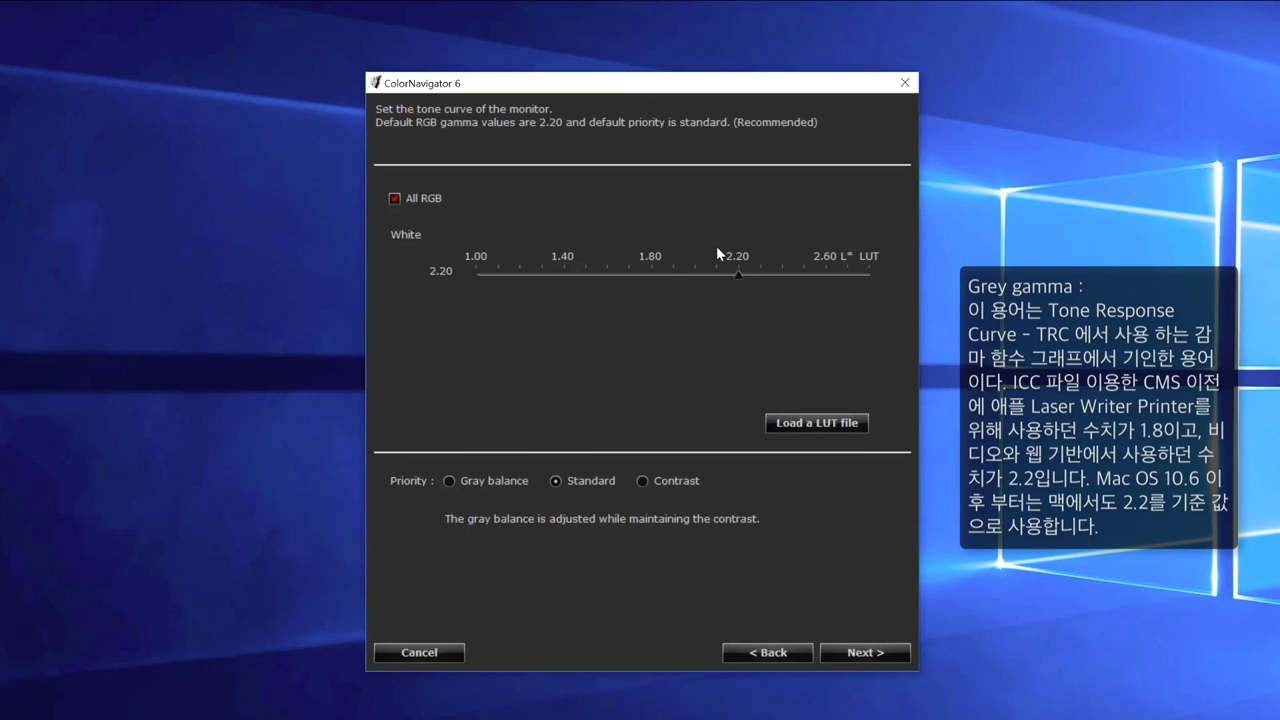 ColorNavigator 6
Set the tone curve of the monitor.
Default RGB gamma values are 2.20 and default priority is standard. (Recommended)
All RGB
White
1.00 1.40 1.80 2.20 2.60 L* LUT
2.20
Load a LUT file
Priority : Gray balance Standard Contrast
The gray balance is adjusted while maintaining the contrast.
Cancel < Back Next >
Grey gamma :
이 용어는 Tone Response
Curve - TRC 에서 사용 하는 감
마 함수 그래프에서 기인한 용어
이다. ICC 파일 이용한 CMS 이전
에 애플 Laser Writer Printer를
위해 사용하던 수치가 1.8이고, 비
디오와 웹 기반에서 사용하던 수
치가 2.2입니다. Mac OS 10.6 이
후 부터는 맥에서도 2.2를 기준 값
으로 사용합니다.